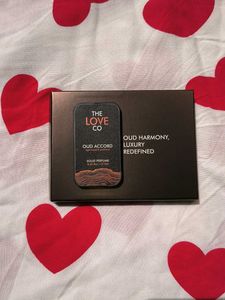 THE
LOVE
CO
OUD ACCORD
SOLID PERFUME
OUD HARMONY,
LUXURY
REDEFINED